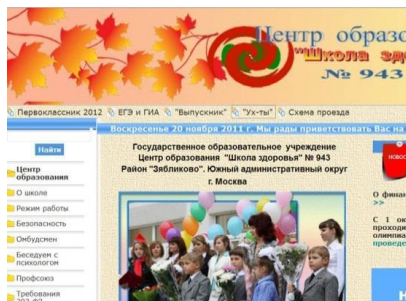 Центр образо
"Школа здо
№ 943
Первоклассник 2012 ЕГЭ и ГИА "Выпускник" "Ух-ты" Схема проезда
Воскресенье 20 ноября 2011 г. Мы рады приветствовать Вас на
Найти
Государственное образовательное учреждение
Центр образования "Школа здоровья" № 943
Район "Зябликово". Южный административный округ
г. Москва
Центр
образования
О школе
Режим работы
Безопасность
Омбудсмен
Беседуем с
психологом
Профсоюз
Требования
НОВОС
О финан
>>
С 1 ок
проходи
олимпиа
проведе
Н